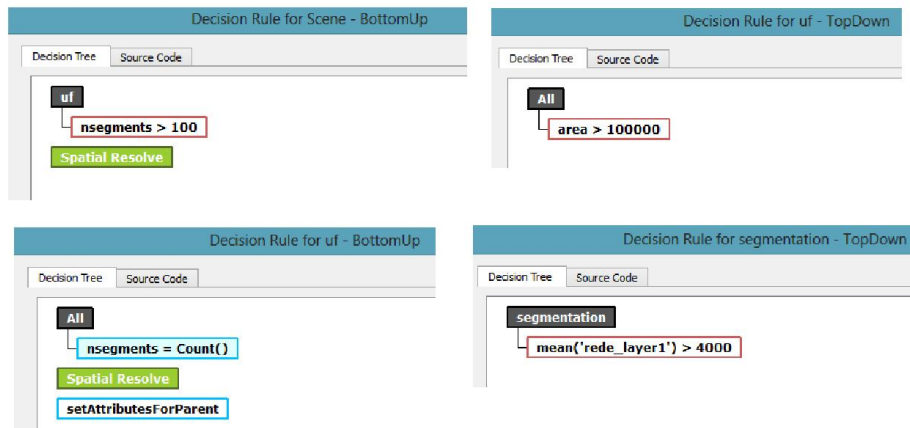 Decision Rule for Scene - BottomUp
Decision Tree Source Code
uf
nsegments > 100
Spatial Resolve
Decision Rule for uf - TopDown
Decision Tree Source Code
All
area > 100000
Decision Rule for uf - BottomUp
Decision Tree Source Code
All
nsegments = Count()
Spatial Resolve
setAttributesForParent
Decision Rule for segmentation - TopDown
Decision Tree Source Code
segmentation
mean('rede_layer1') > 4000